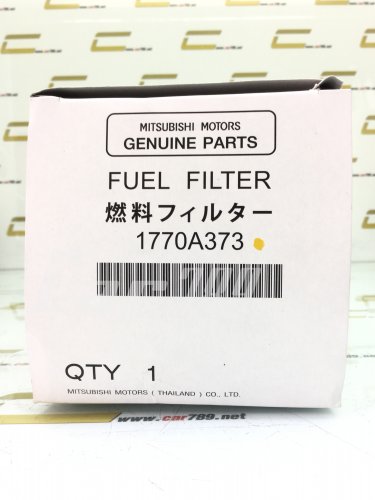 MITSUBISHI MOTORS
GENUINE PARTS
FUEL FILTER
燃料フィルター
1770A373
QTY 1
MITSUBISHI MOTORS ( THAILAND ) CO., LTD.
www.car789.net